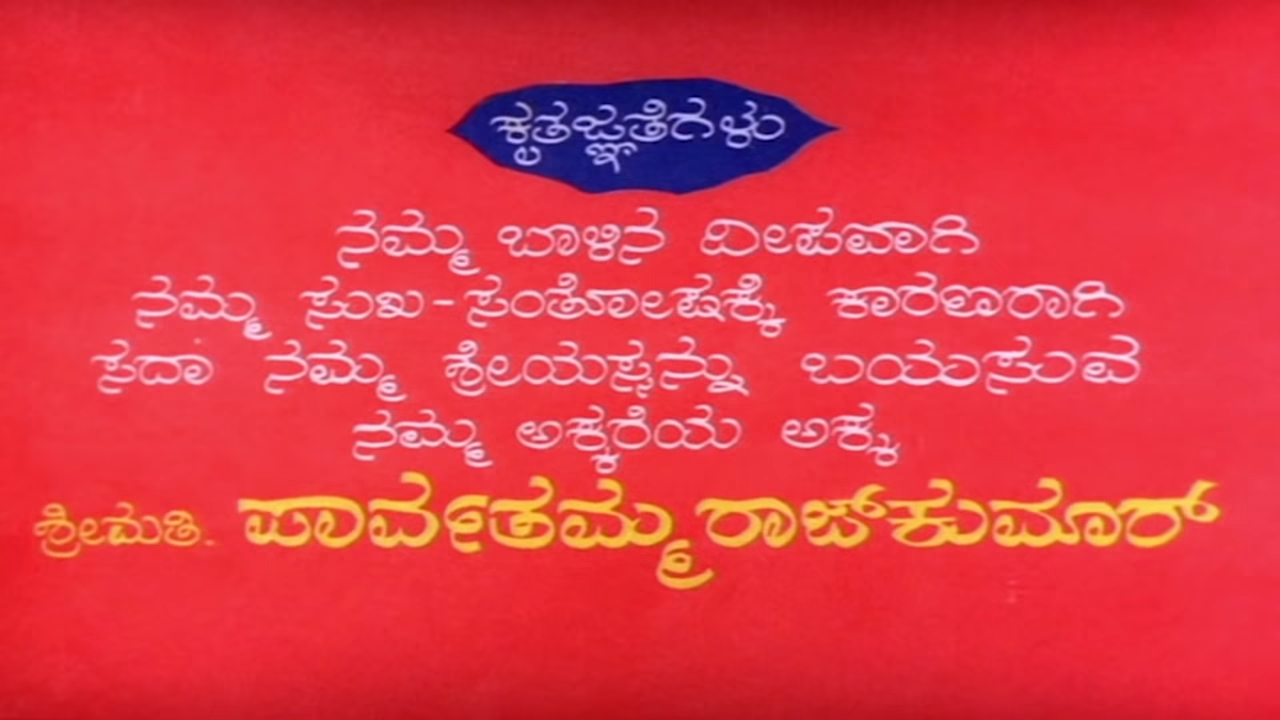 ಕೃತಜ್ಞತೆಗಳು
ನಮ್ಮ ಬಾಳಿನ ದೀಪವಾಗಿ
ನಮ್ಮ ಸುಖ-ಸಂತೋಷಕ್ಕೆ ಕಾರಣರಾಗಿ
ಸದಾ ನಮ್ಮ ಶ್ರೇಯಸ್ಸನ್ನು ಬಯಸುವ
ನಮ್ಮ ಅಕ್ಕರೆಯ ಅಕ್ಕ
ಶ್ರೀಮತಿ. ಪಾರ್ವತಮ್ಮ ರಾಜ್‌ಕುಮಾರ್